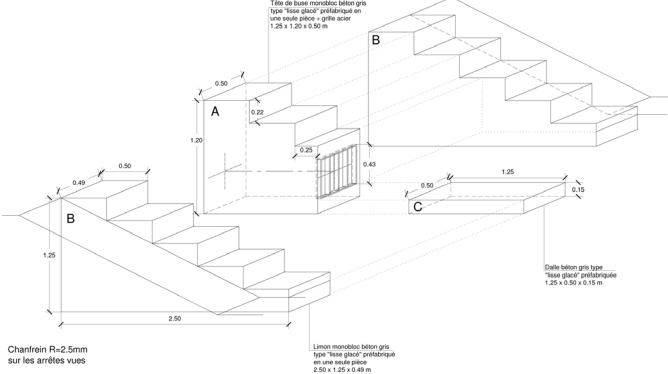 Tête de buse monobloc béton gris
type "lisse glacé" préfabriqué en
une seule pièce + grille acier
1.25 x 1.20 x 0.50 m
B
0.50
A
0.22
1.20
0.25
0.43
0.50
1.25
0.15
C
0.50
0.49
B
1.25
2.50
Dalle béton gris type
"lisse glacé" préfabriquée
1.25 x 0.50 x 0.15 m
Limon monobloc béton gris
type "lisse glacé" préfabriqué
en une seule pièce
2.50 x 1.25 x 0.49 m
Chanfrein R=2.5mm
sur les arrêtes vues